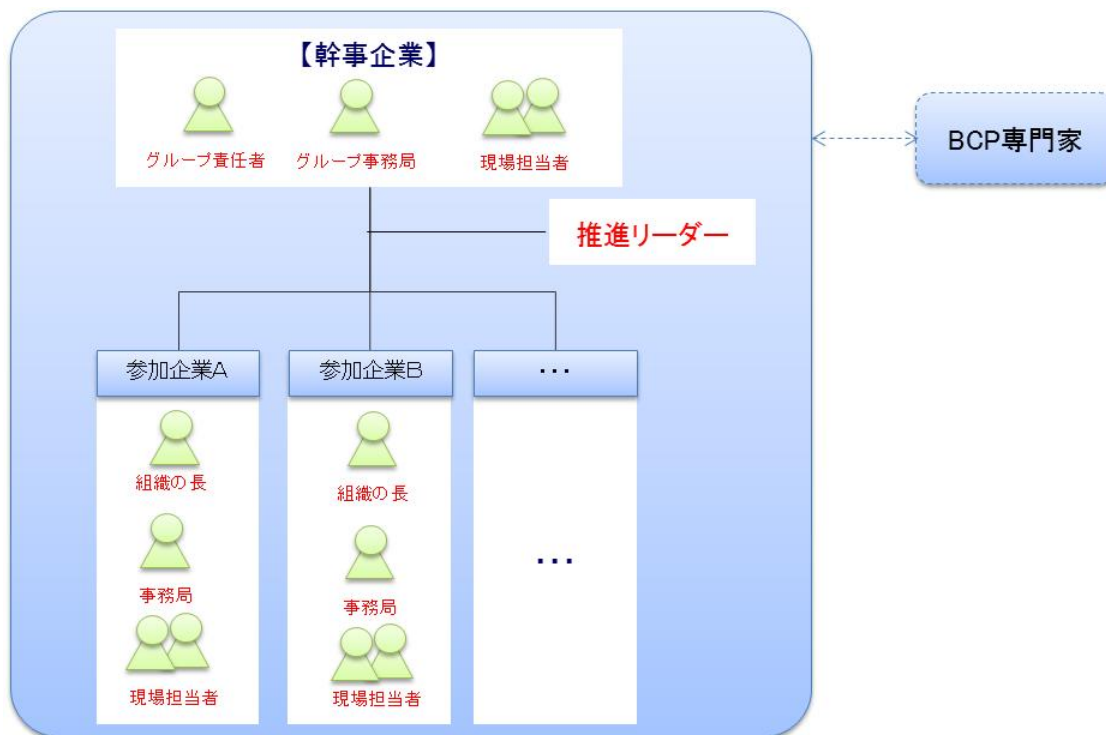 【幹事企業】
グループ責任者
グループ事務局
現場担当者
BCP専門家
推進リーダー
参加企業A
参加企業B
・・・
組織の長
組織の長
・・・
事務局
事務局
現場担当者
現場担当者